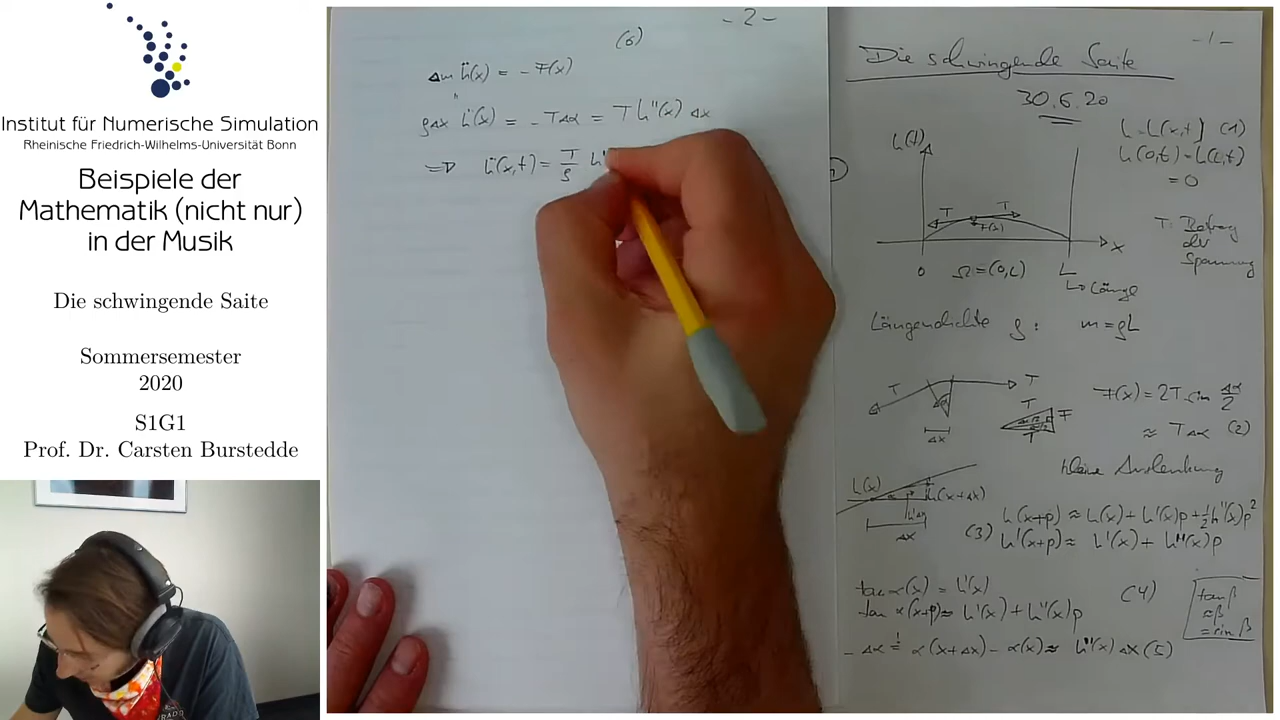 Institut für Numerische Simulation
Rheinische Friedrich-Wilhelms-Universität Bonn
Beispiele der
Mathematik (nicht nur)
in der Musik
Die schwingende Saite
Sommersemester
2020
S1G1
Prof. Dr. Carsten Burstedde
- 2 -
(6)
Δm ḧ(x) = - F(x)
ρΔx ḧ(x) = - TΔα = T h''(x) Δx
=> ḧ(x,t) = T/ρ h'
- 1 -
Die schwingende Saite
30.6.20
h = h(x,t) (1)
h(0,t) = h(L,t)
= 0
h(t)
T T
F(x)
x
0 Ω = (0,L) L
↳ Länge
T: Betrag
der
Spannung
Längendichte ρ: m = ρL
T T
Δx
T F
T
F(x) = 2T sin Δα/2
≈ TΔα (2)
kleine Auslenkung
h(x) h(x+Δx)
Δx
(3) h(x+p) ≈ h(x) + h'(x)p + ½h''(x)p²
h'(x+p) ≈ h'(x) + h''(x)p
tan α(x) = h'(x)
tan α(x+p) ≈ h'(x) + h''(x)p (4)
tan β
≈ β
= sin β
- Δα = α(x+Δx) - α(x) ≈ h''(x) Δx (5)